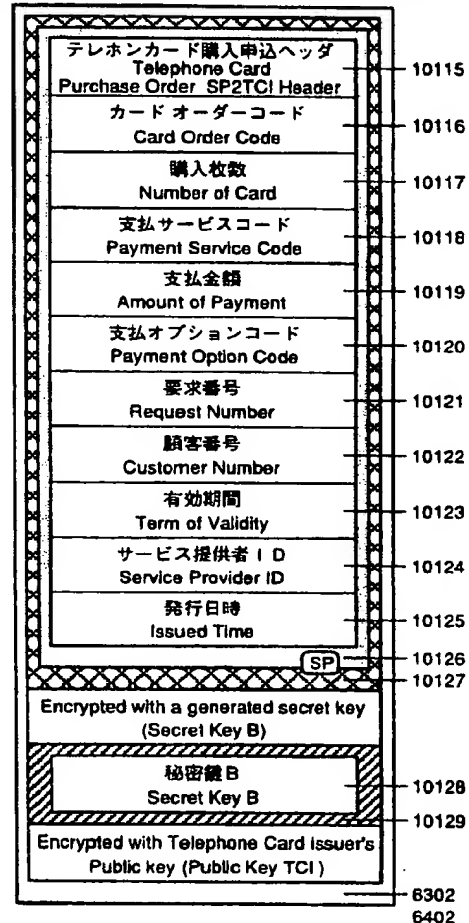 テレホンカード購入申込ヘッダ
Telephone Card
Purchase Order SP2TCI Header
10115
カード オーダーコード
Card Order Code
10116
購入枚数
Number of Card
10117
支払サービスコード
Payment Service Code
10118
支払金額
Amount of Payment
10119
支払オプションコード
Payment Option Code
10120
要求番号
Request Number
10121
顧客番号
Customer Number
10122
有効期間
Term of Validity
10123
サービス提供者ID
Service Provider ID
10124
発行日時
Issued Time
10125
SP
10126
10127
Encrypted with a generated secret key
(Secret Key B)
秘密鍵B
Secret Key B
10128
10129
Encrypted with Telephone Card Issuer's
Public key (Public Key TCI)
6302
6402